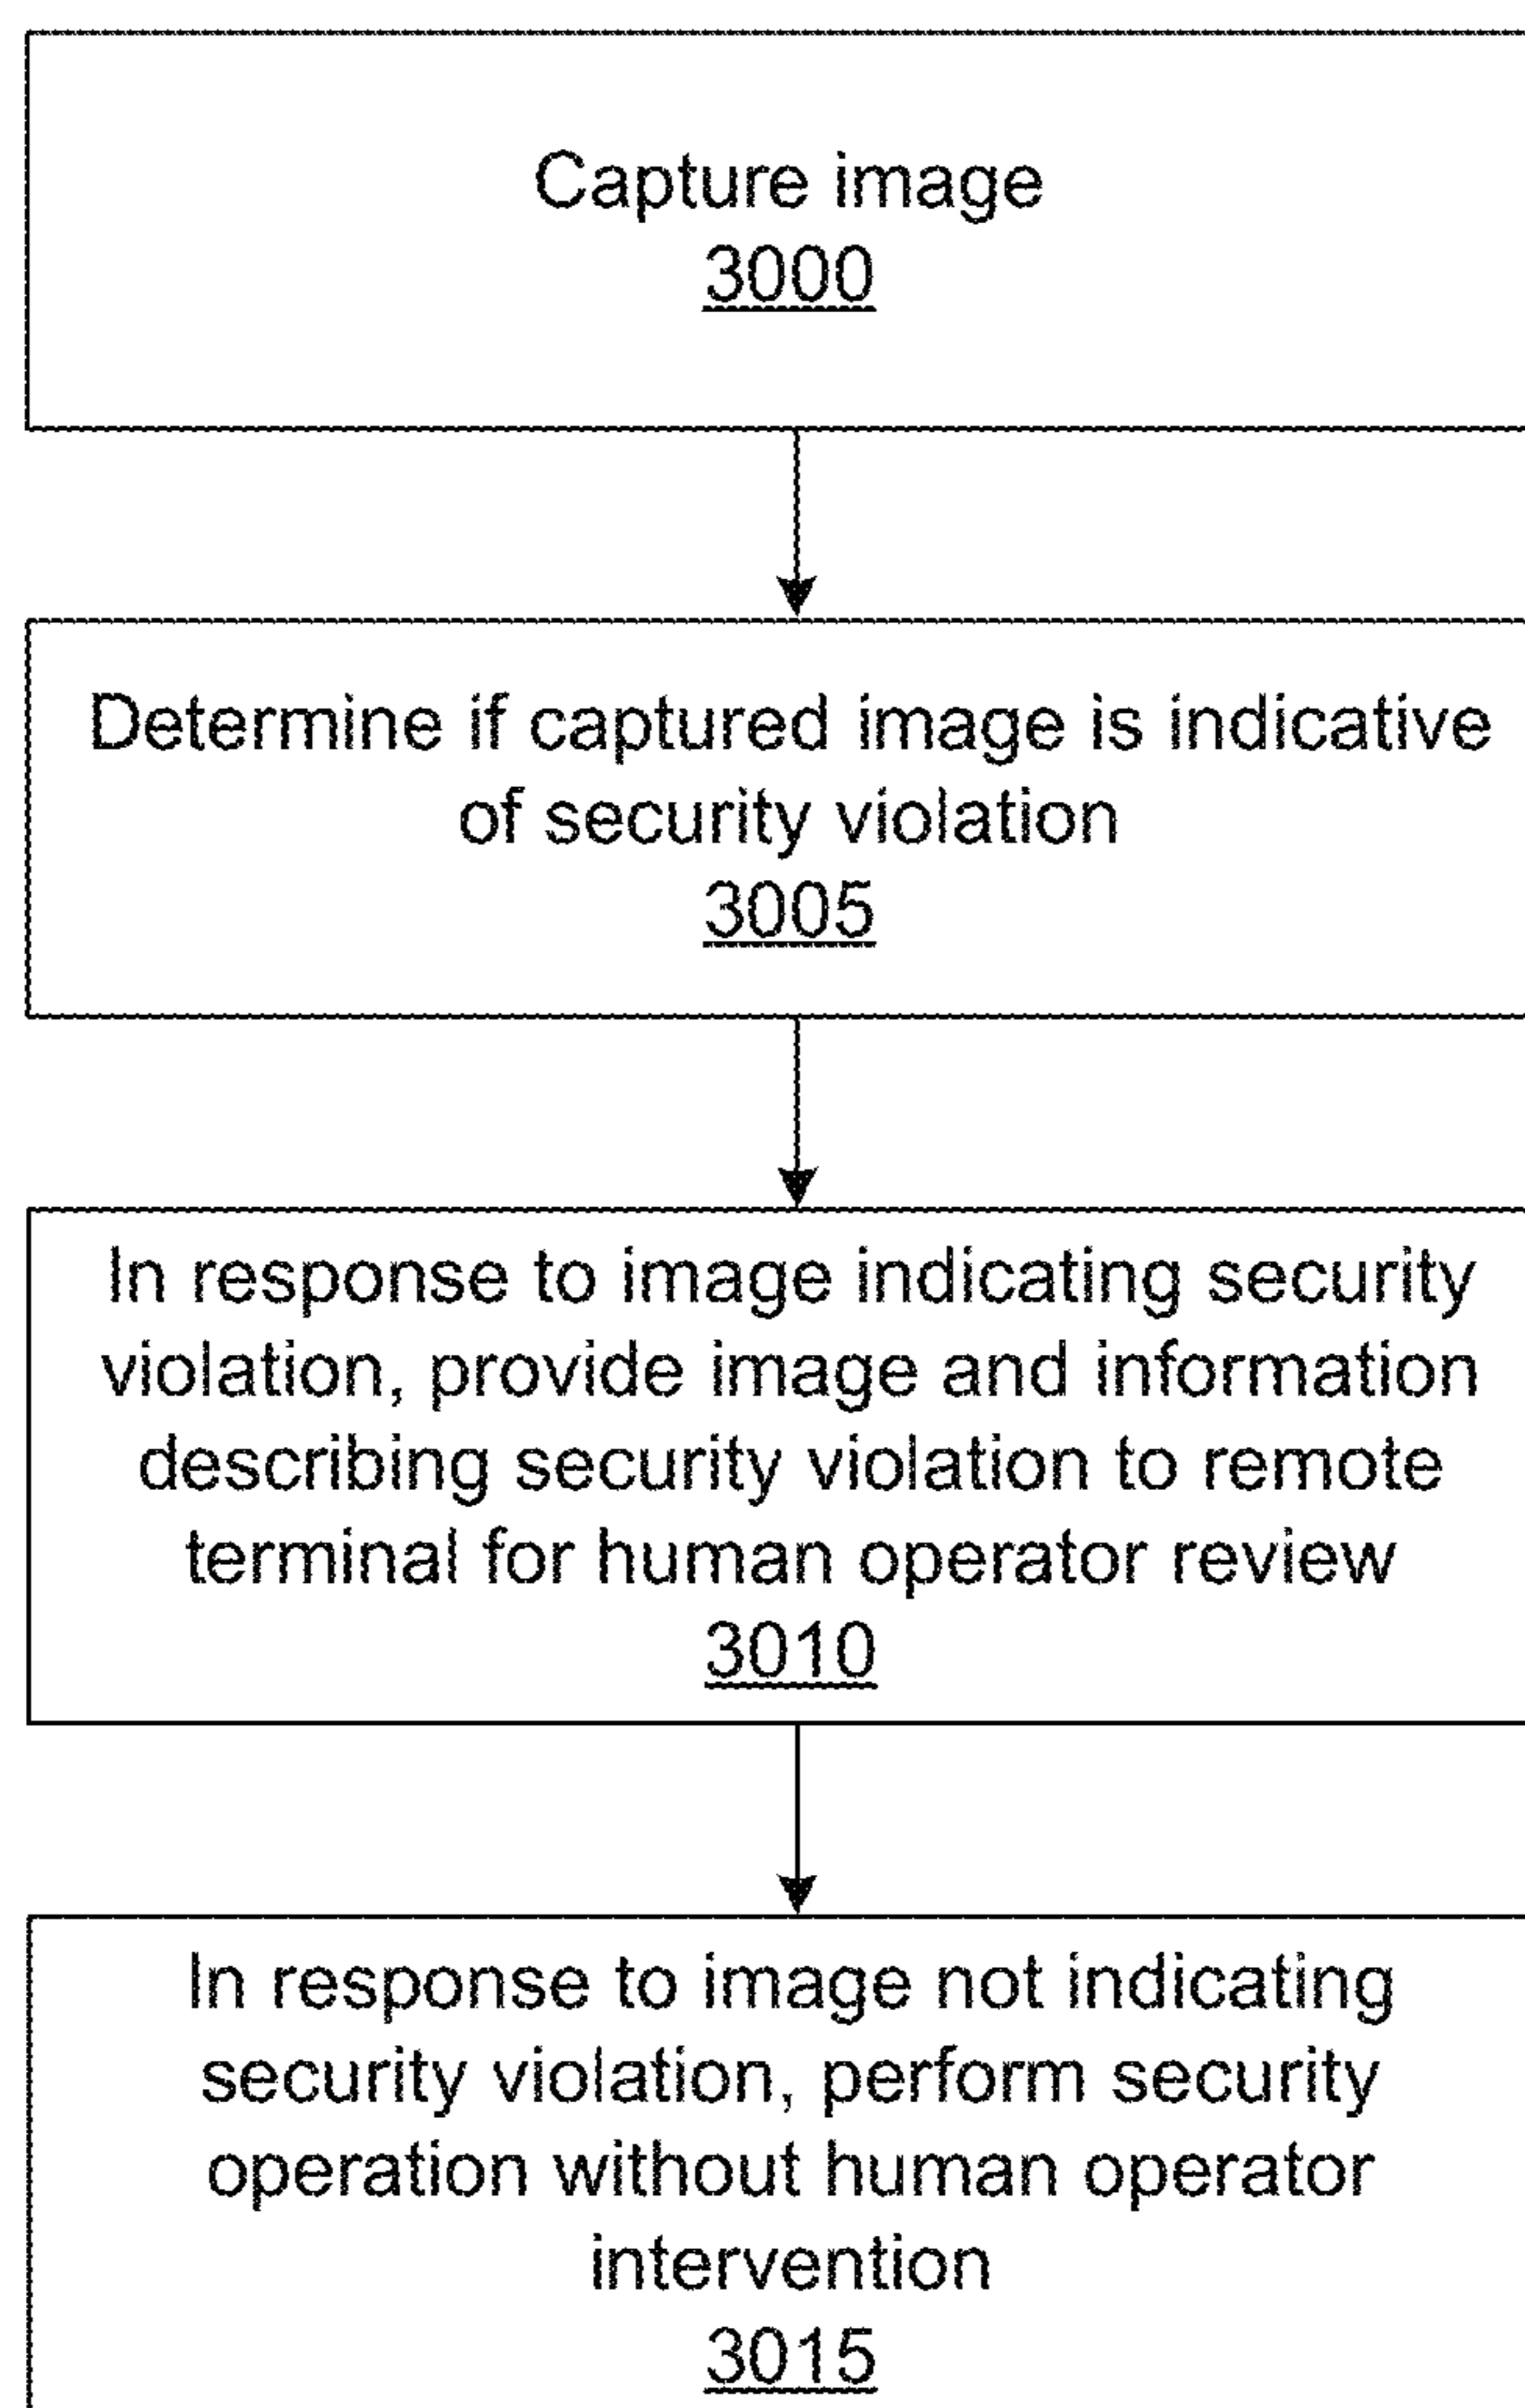 Capture image
3000
Determine if captured image is indicative
of security violation
3005
In response to image indicating security
violation, provide image and information
describing security violation to remote
terminal for human operator review
3010
In response to image not indicating
security violation, perform security
operation without human operator
intervention
3015